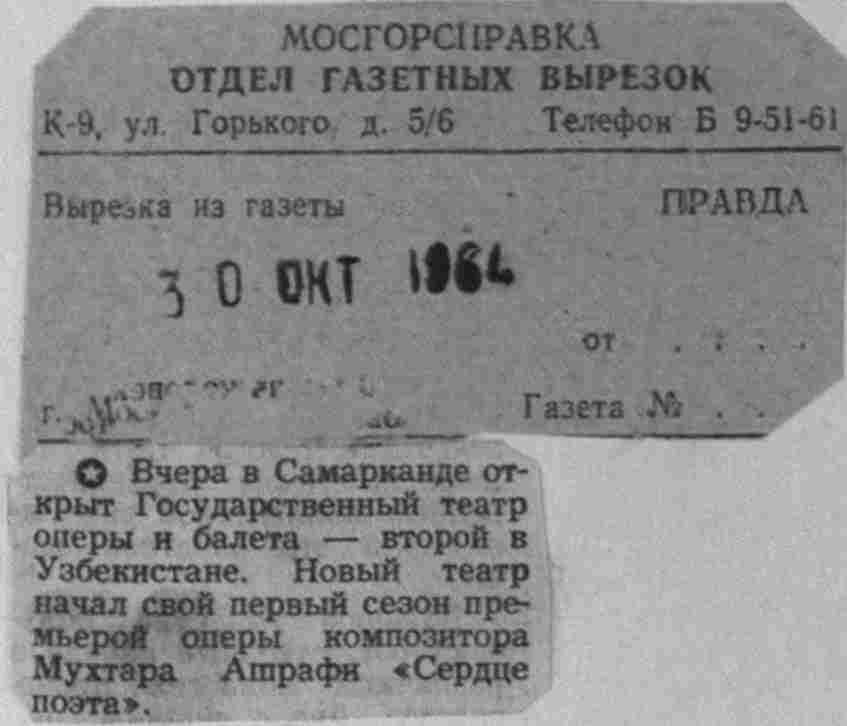 МОСГОРСПРАВКА
ОТДЕЛ ГАЗЕТНЫХ ВЫРЕЗОК
К-9, ул. Горького д. 5/6 Телефон Б 9-51-61
Вырезка из газеты ПРАВДА
30 ОКТ 1964
от . . . .
г. Газета № . .
✪ Вчера в Самарканде от-
крыт Государственный театр
оперы и балета — второй в
Узбекистане. Новый театр
начал свой первый сезон пре-
мьерой оперы композитора
Мухтара Ашрафи «Сердце
поэта».